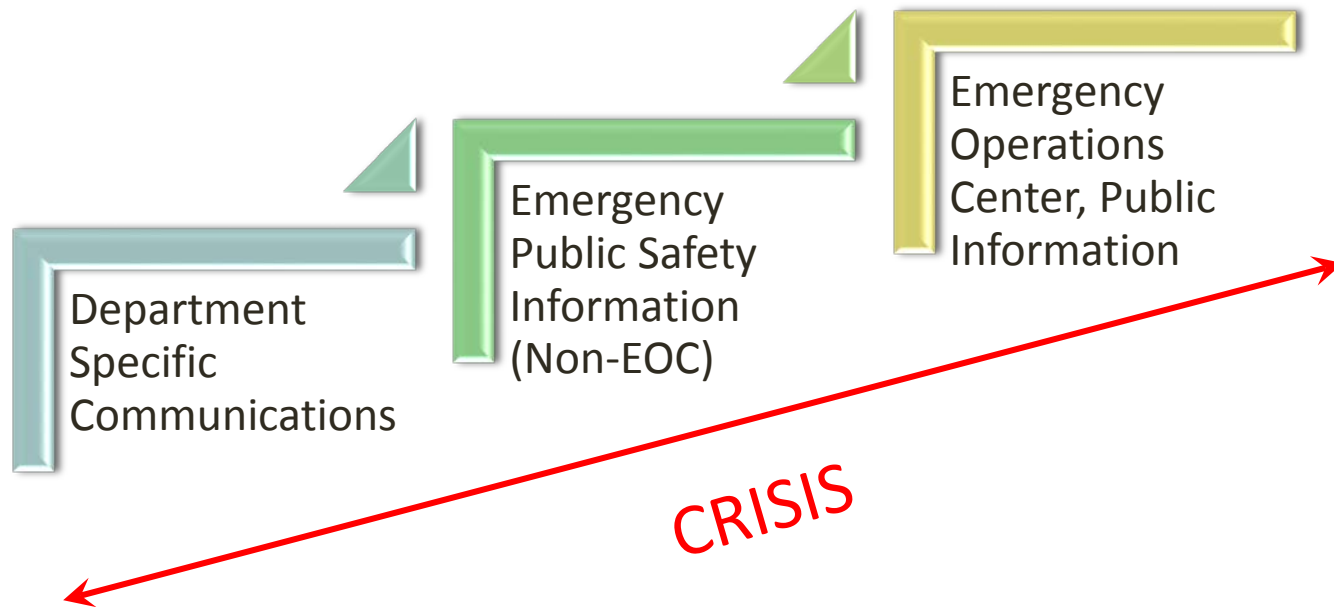 Department
Specific
Communications
Emergency
Public Safety
Information
(Non-EOC)
Emergency
Operations
Center, Public
Information
CRISIS